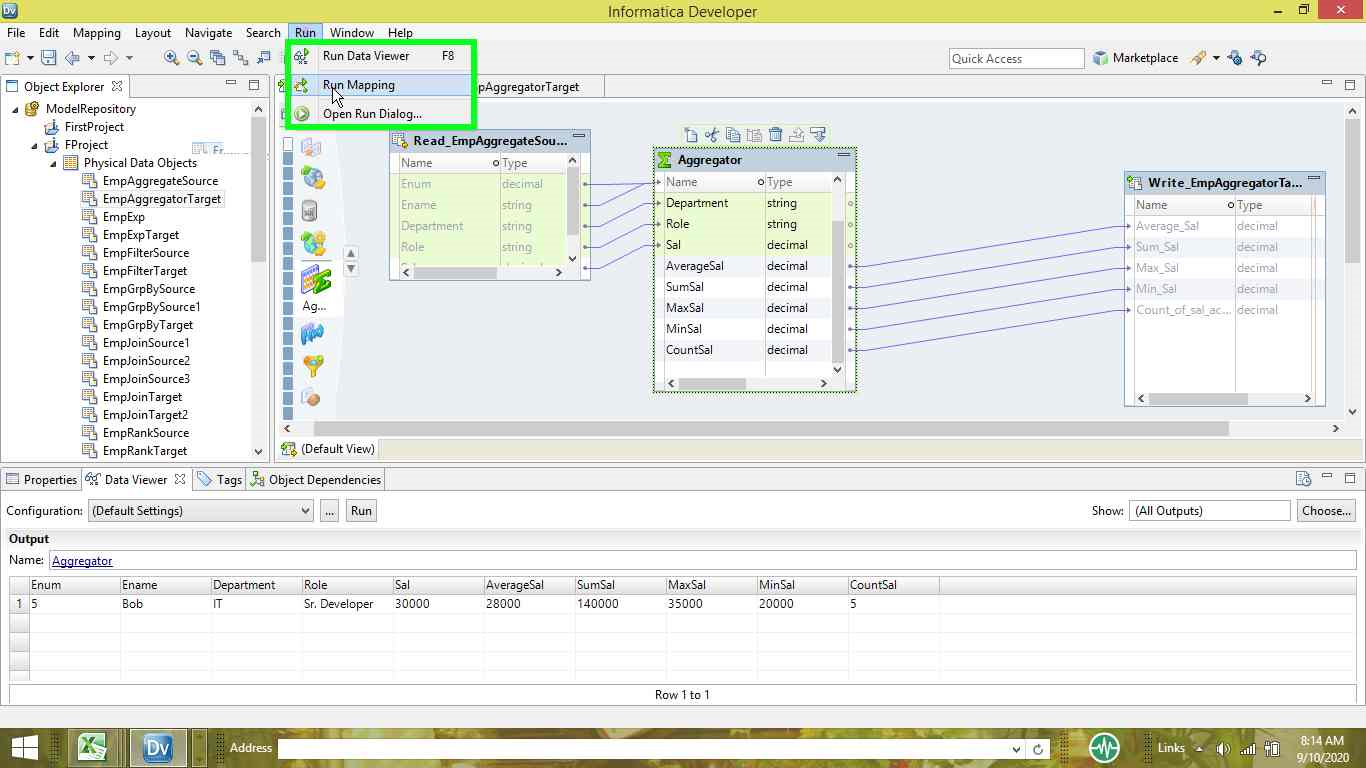 Dv Informatica Developer
File Edit Mapping Layout Navigate Search Run Window Help
Run Data Viewer F8
Run Mapping
Open Run Dialog...
Quick Access Marketplace
Object Explorer
ModelRepository
FirstProject
FProject
Physical Data Objects
EmpAggregateSource
EmpAggregatorTarget
EmpExp
EmpExpTarget
EmpFilterSource
EmpFilterTarget
EmpGrpBySource
EmpGrpBySource1
EmpGrpByTarget
EmpJoinSource1
EmpJoinSource2
EmpJoinSource3
EmpJoinTarget
EmpJoinTarget2
EmpRankSource
EmpRankTarget
pAggregatorTarget
Ag...
Read_EmpAggregateSou...
Name Type
Enum decimal
Ename string
Department string
Role string
Aggregator
Name Type
Department string
Role string
Sal decimal
AverageSal decimal
SumSal decimal
MaxSal decimal
MinSal decimal
CountSal decimal
Write_EmpAggregatorTa...
Name Type
Average_Sal decimal
Sum_Sal decimal
Max_Sal decimal
Min_Sal decimal
Count_of_sal_ac... decimal
(Default View)
Properties Data Viewer Tags Object Dependencies
Configuration: (Default Settings) ... Run Show: (All Outputs) Choose...
Output
Name: Aggregator
Enum Ename Department Role Sal AverageSal SumSal MaxSal MinSal CountSal
1 5 Bob IT Sr. Developer 30000 28000 140000 35000 20000 5
Row 1 to 1
Dv Address Links 8:14 AM
9/10/2020